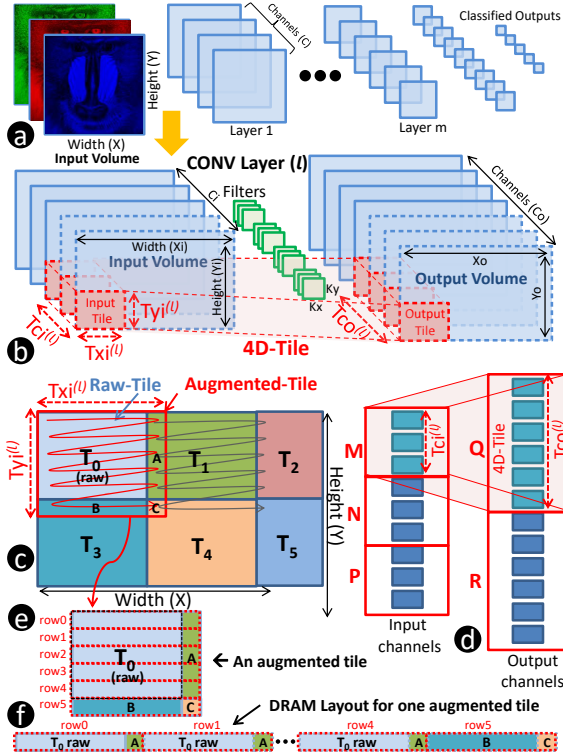 Channels (C)
Classified Outputs
Height (Y)
Width (X)
Input Volume
Layer 1
Layer m
a
CONV Layer (l)
Ci
Filters
Channels (Co)
Width (Xi)
Input Volume
Height (Yi)
Xo
Output Volume
Yo
Ky
Kx
Input Tile
Tyi(l)
Tci(l)
Txi(l)
4D-Tile
Tco(l)
Output Tile
b
Txi(l)
Raw-Tile
Augmented-Tile
Tyi(l)
T0 (raw)
A
T1
T2
B
C
T3
T4
T5
Height (Y)
Width (X)
c
M
Tci(l)
N
P
Input channels
Q
4D-Tile
Tco(l)
R
Output channels
d
e
row0
row1
row2
row3
row4
row5
T0 (raw)
A
B
C
An augmented tile
f
DRAM Layout for one augmented tile
row0
row1
row4
row5
T0 raw
A
T0 raw
A
T0 raw
A
B
C